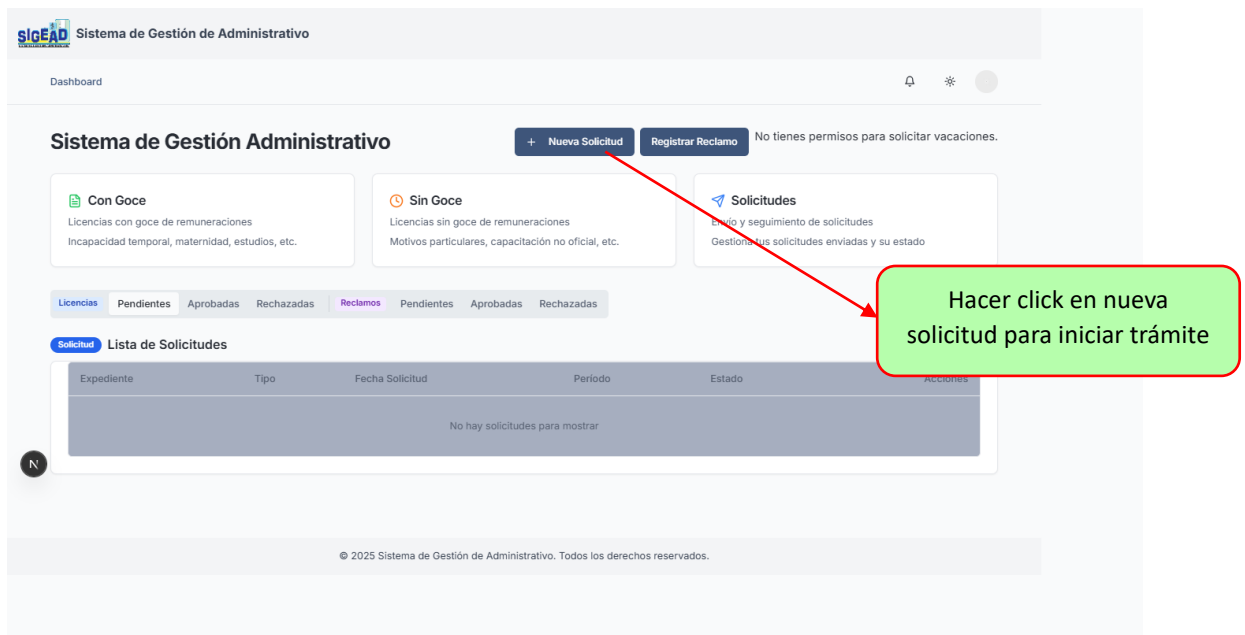 SIGEAD Sistema de Gestión de Administrativo
Dashboard
Sistema de Gestión Administrativo
+ Nueva Solicitud
Registrar Reclamo
No tienes permisos para solicitar vacaciones.
Con Goce
Licencias con goce de remuneraciones
Incapacidad temporal, maternidad, estudios, etc.
Sin Goce
Licencias sin goce de remuneraciones
Motivos particulares, capacitación no oficial, etc.
Solicitudes
Envío y seguimiento de solicitudes
Gestiona tus solicitudes enviadas y su estado
Hacer click en nueva
solicitud para iniciar trámite
Licencias Pendientes Aprobadas Rechazadas Reclamos Pendientes Aprobadas Rechazadas
Solicitud Lista de Solicitudes
Expediente Tipo Fecha Solicitud Período Estado Acciones
No hay solicitudes para mostrar
N
© 2025 Sistema de Gestión de Administrativo. Todos los derechos reservados.